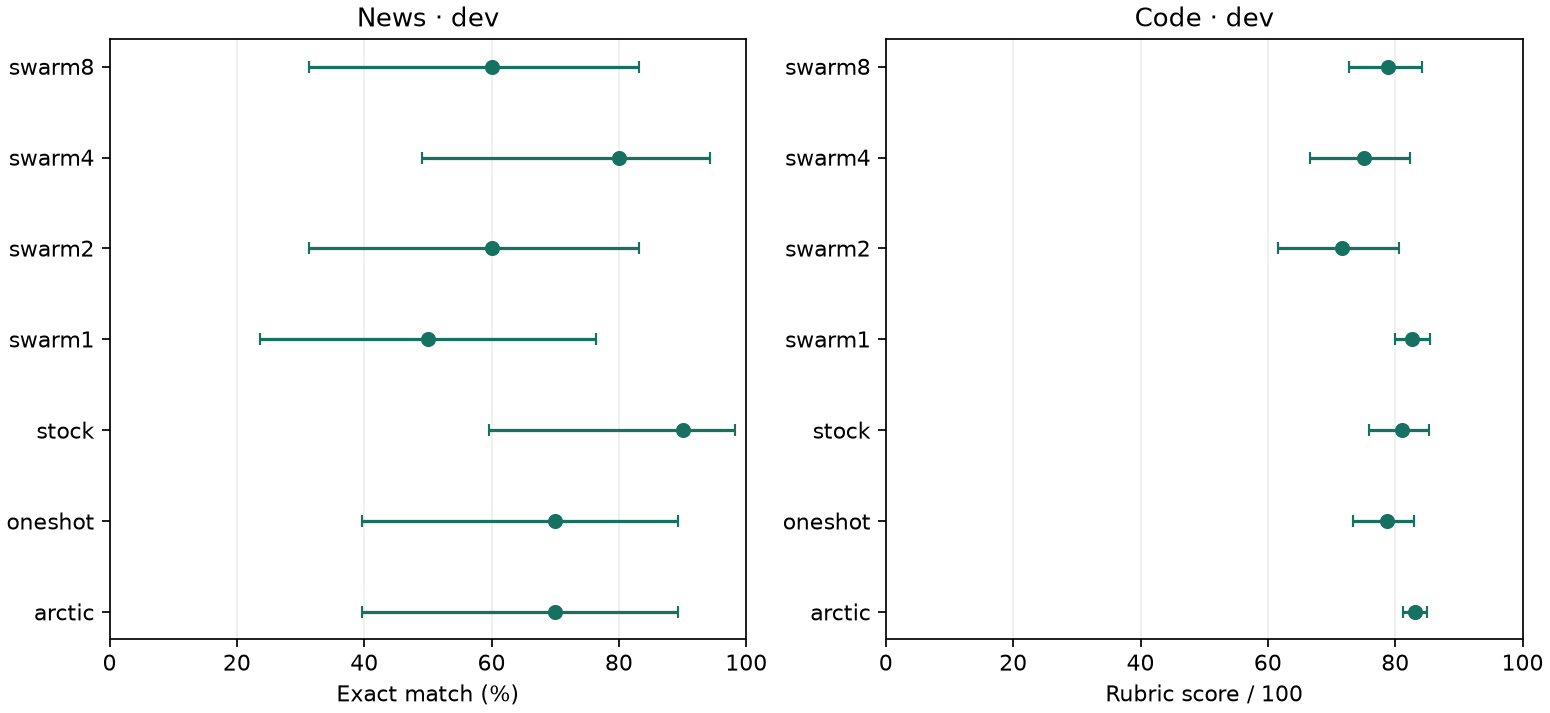 News · dev
swarm8
swarm4
swarm2
swarm1
stock
oneshot
arctic
0 20 40 60 80 100
Exact match (%)
Code · dev
swarm8
swarm4
swarm2
swarm1
stock
oneshot
arctic
0 20 40 60 80 100
Rubric score / 100